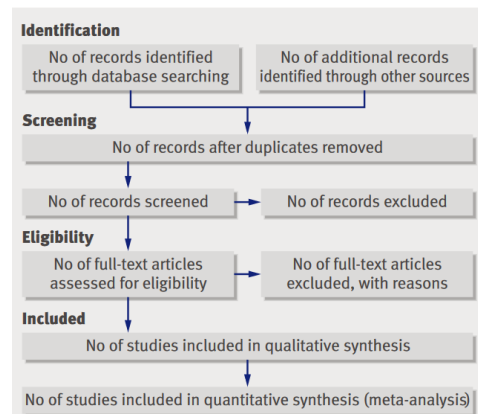 Identification
No of records identified
through database searching
No of additional records
identified through other sources
Screening
No of records after duplicates removed
No of records screened
No of records excluded
Eligibility
No of full-text articles
assessed for eligibility
No of full-text articles
excluded, with reasons
Included
No of studies included in qualitative synthesis
No of studies included in quantitative synthesis (meta-analysis)